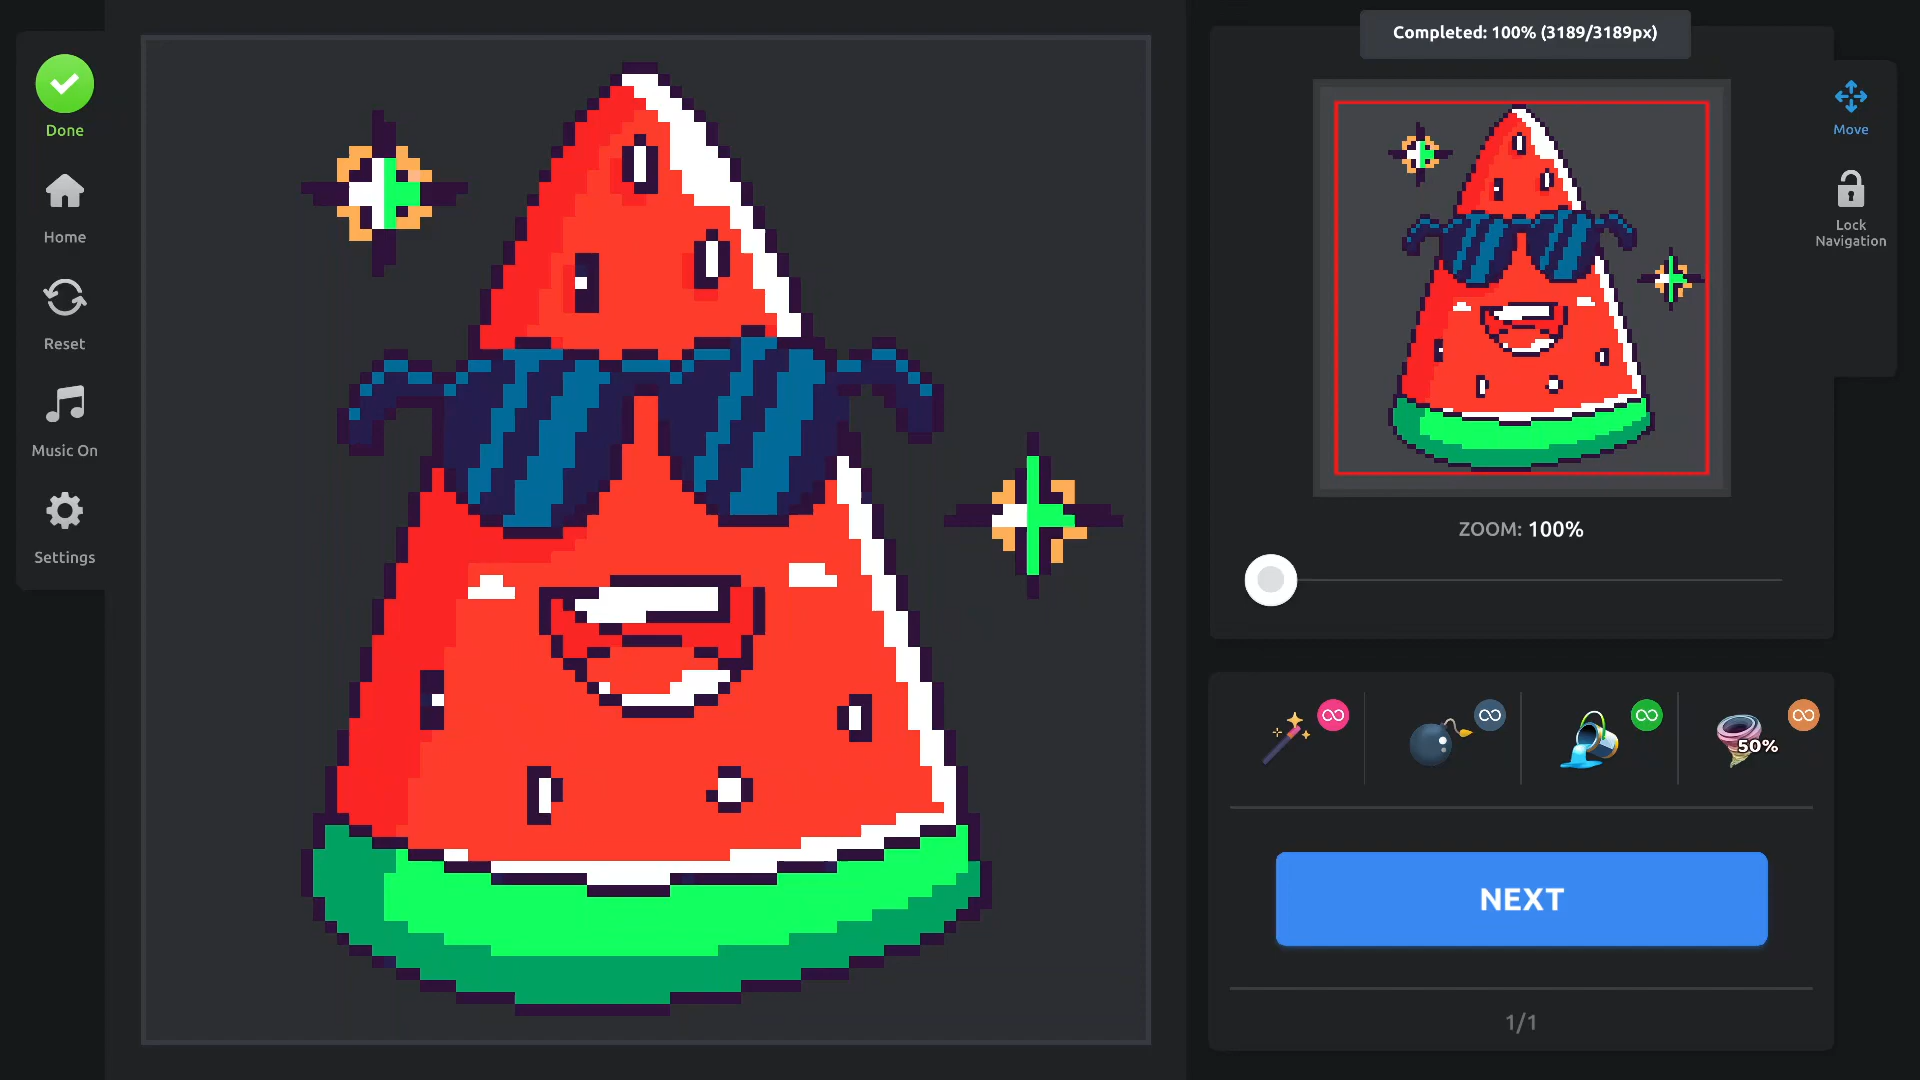 Completed: 100% (3189/3189px)
Done
Home
Reset
Music On
Settings
Move
Lock
Navigation
ZOOM: 100%
50%
NEXT
1/1